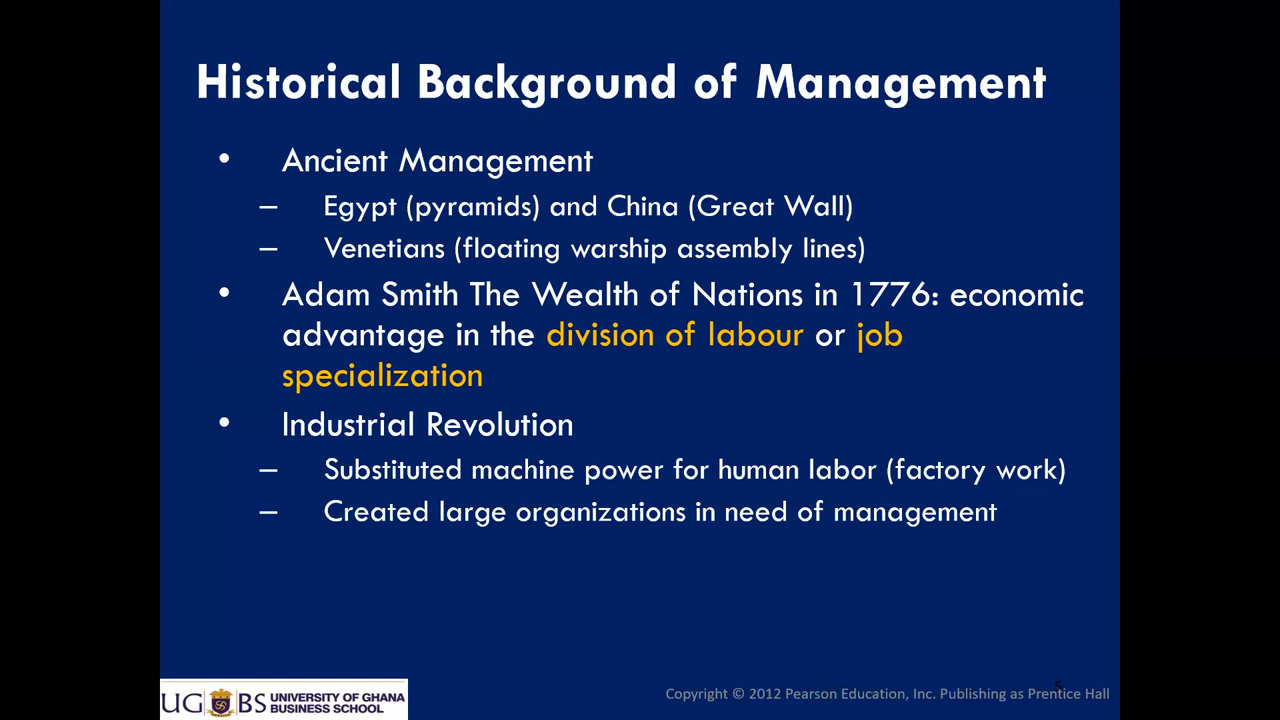 Historical Background of Management
• Ancient Management
– Egypt (pyramids) and China (Great Wall)
– Venetians (floating warship assembly lines)
• Adam Smith The Wealth of Nations in 1776: economic
advantage in the division of labour or job
specialization
• Industrial Revolution
– Substituted machine power for human labor (factory work)
– Created large organizations in need of management
UGBS UNIVERSITY OF GHANA
BUSINESS SCHOOL
5
Copyright © 2012 Pearson Education, Inc. Publishing as Prentice Hall